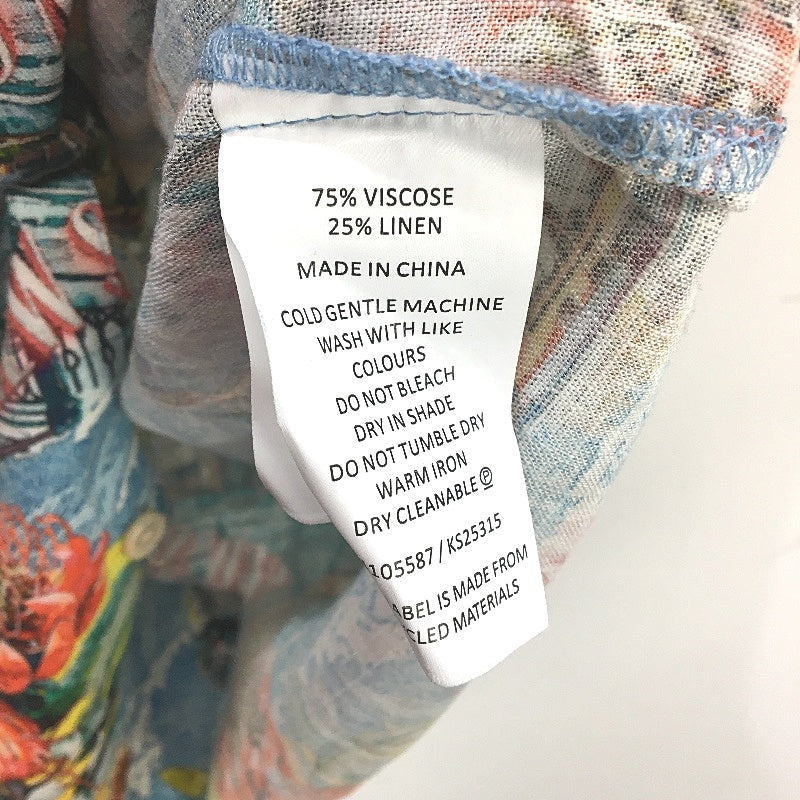 75% VISCOSE
25% LINEN
MADE IN CHINA
COLD GENTLE MACHINE
WASH WITH LIKE
COLOURS
DO NOT BLEACH
DRY IN SHADE
DO NOT TUMBLE DRY
WARM IRON
DRY CLEANABLE Ⓟ
105587 / KS25315
ABEL IS MADE FROM
CLED MATERIALS